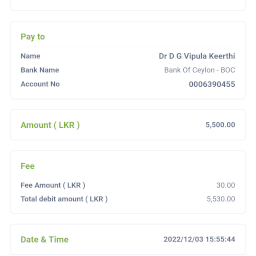 Pay to
Name Dr D G Vipula Keerthi
Bank Name Bank Of Ceylon - BOC
Account No 0006390455
Amount ( LKR ) 5,500.00
Fee
Fee Amount ( LKR ) 30.00
Total debit amount ( LKR ) 5,530.00
Date & Time 2022/12/03 15:55:44